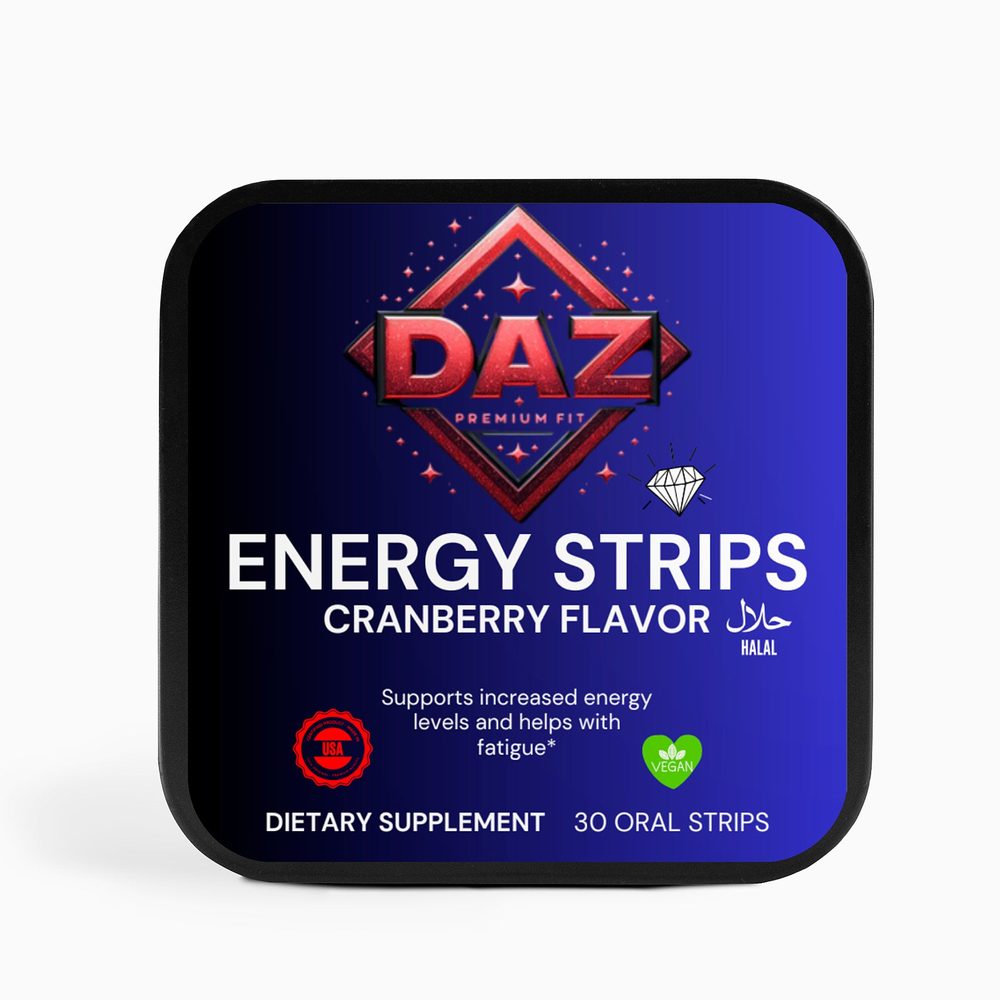 DAZ
PREMIUM FIT
ENERGY STRIPS
CRANBERRY FLAVOR
حلال
HALAL
Supports increased energy
levels and helps with
fatigue*
USA
VEGAN
DIETARY SUPPLEMENT 30 ORAL STRIPS